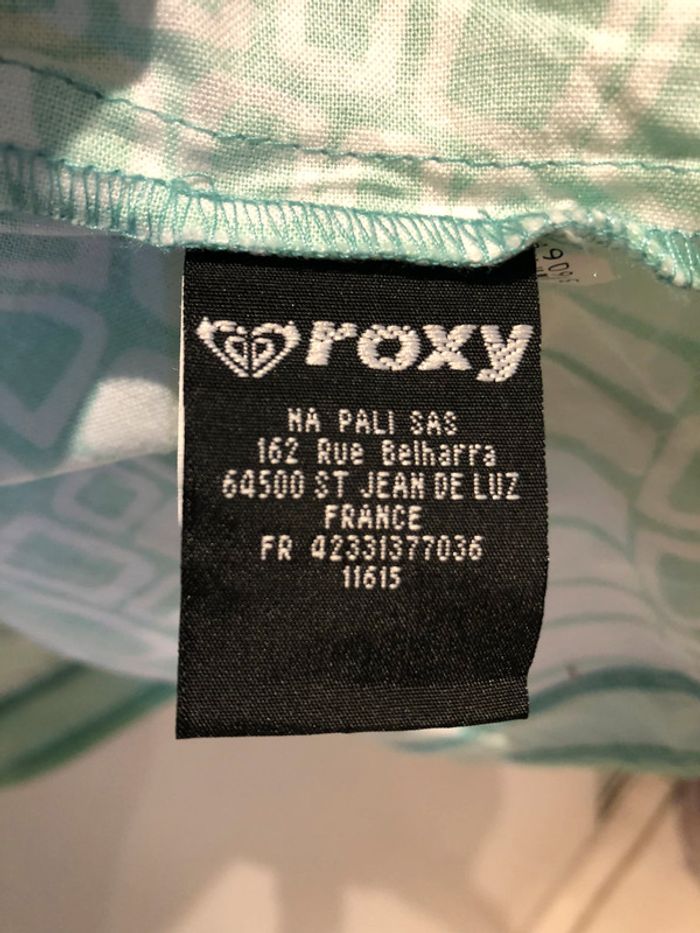 roxy
NA PALI SAS
162 Rue Belharra
64500 ST JEAN DE LUZ
FRANCE
FR 42331377036
11615